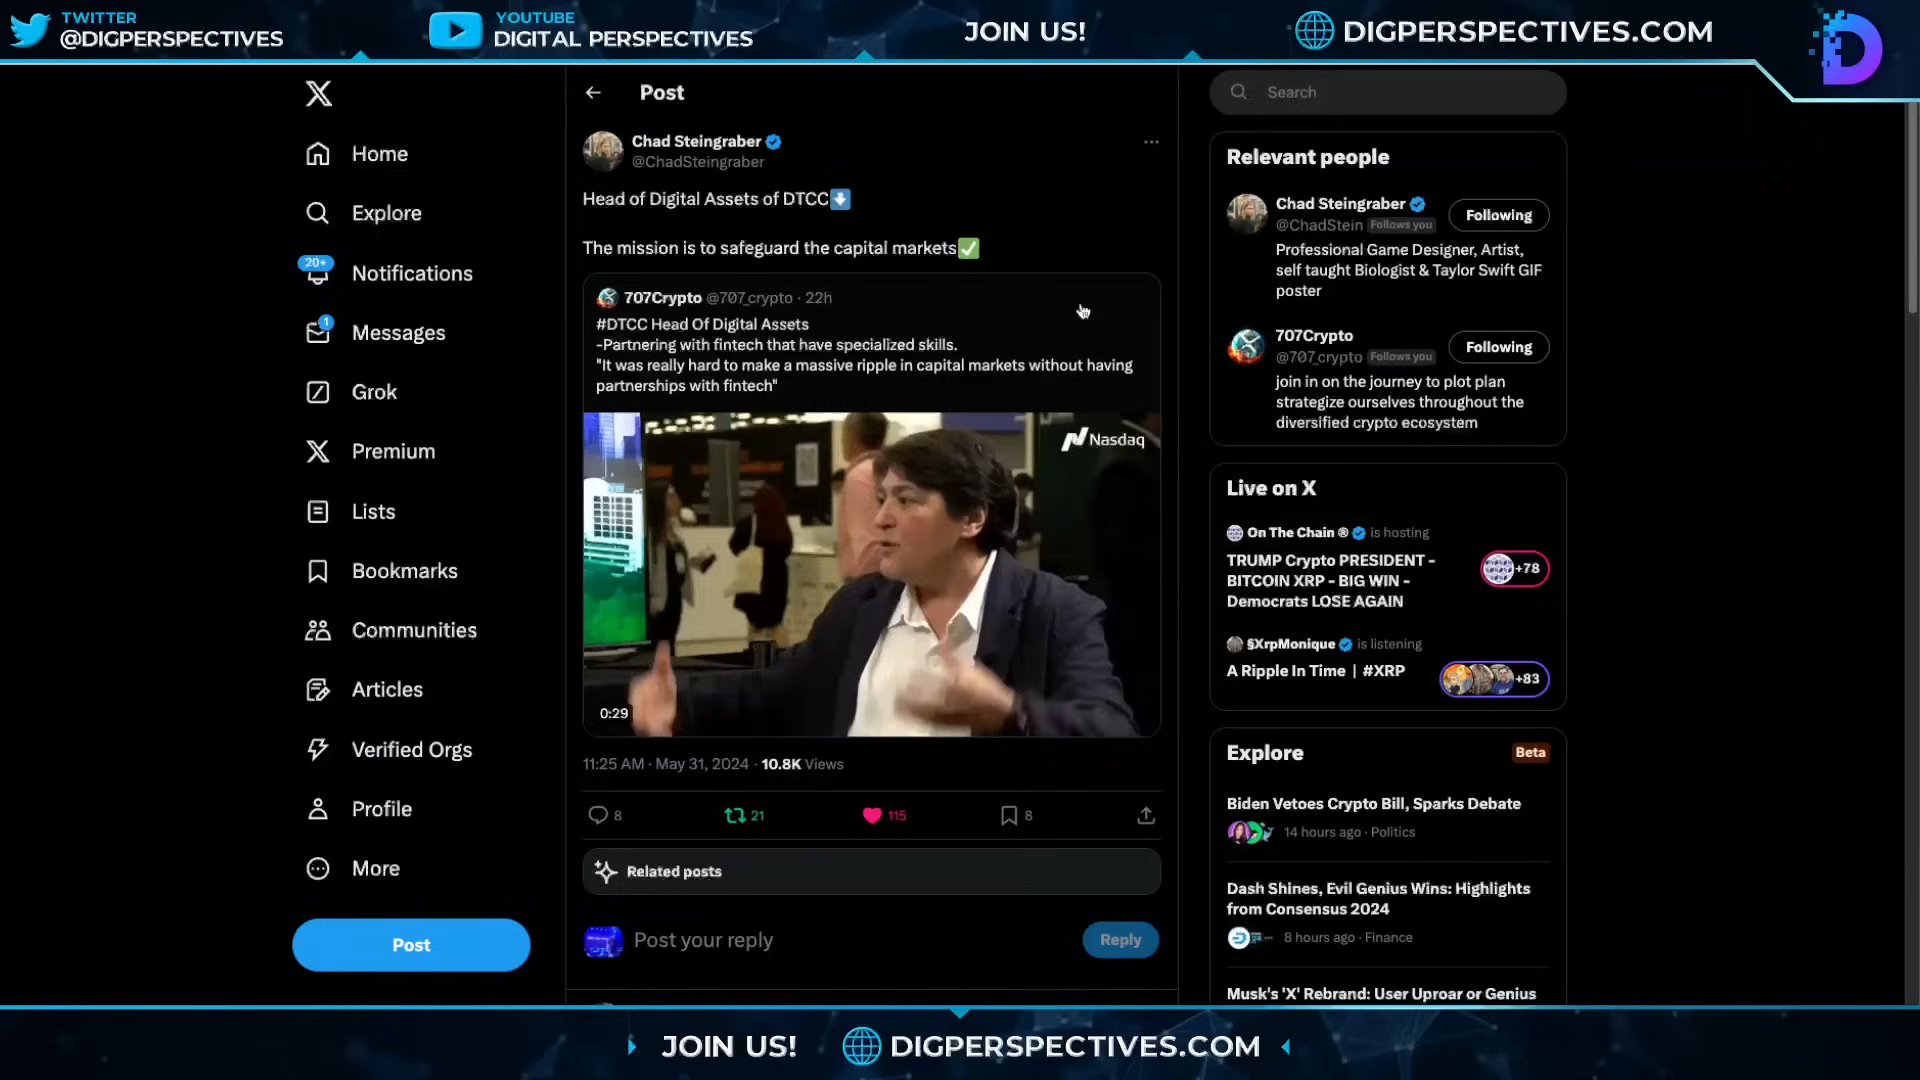 TWITTER
@DIGPERSPECTIVES
YOUTUBE
DIGITAL PERSPECTIVES
JOIN US!
DIGPERSPECTIVES.COM
Home
Explore
20+
Notifications
1
Messages
Grok
Premium
Lists
Bookmarks
Communities
Articles
Verified Orgs
Profile
More
Post
Post
Chad Steingraber
@ChadSteingraber
Head of Digital Assets of DTCC
The mission is to safeguard the capital markets
707Crypto @707_crypto · 22h
#DTCC Head Of Digital Assets
-Partnering with fintech that have specialized skills.
"It was really hard to make a massive ripple in capital markets without having
partnerships with fintech"
Nasdaq
0:29
11:25 AM · May 31, 2024 · 10.8K Views
8 21 115 8
Related posts
Post your reply
Reply
Search
Relevant people
Chad Steingraber
@ChadStein Follows you
Following
Professional Game Designer, Artist,
self taught Biologist & Taylor Swift GIF
poster
707Crypto
@707_crypto Follows you
Following
join in on the journey to plot plan
strategize ourselves throughout the
diversified crypto ecosystem
Live on X
On The Chain ® is hosting
TRUMP Crypto PRESIDENT -
BITCOIN XRP - BIG WIN -
Democrats LOSE AGAIN
+78
§XrpMonique is listening
A Ripple In Time | #XRP
+83
Explore
Beta
Biden Vetoes Crypto Bill, Sparks Debate
14 hours ago · Politics
Dash Shines, Evil Genius Wins: Highlights
from Consensus 2024
8 hours ago · Finance
Musk's 'X' Rebrand: User Uproar or Genius
JOIN US!
DIGPERSPECTIVES.COM